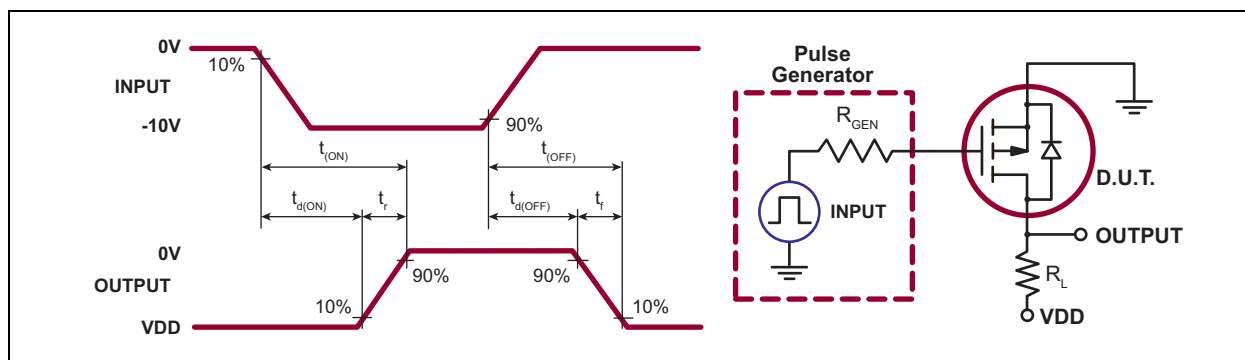 0V
10%
INPUT
-10V
90%
t(ON)
t(OFF)
td(ON)
tr
td(OFF)
tf
0V
OUTPUT
90%
90%
10%
10%
VDD
Pulse
Generator
RGEN
INPUT
D.U.T.
OUTPUT
RL
VDD